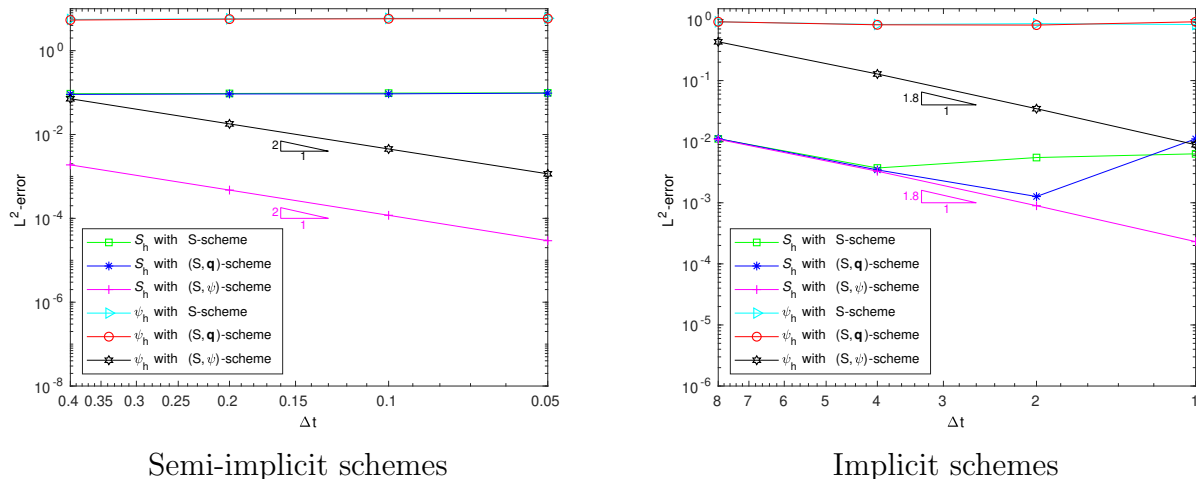 10^0
10^-2
10^-4
10^-6
10^-8
L^2-error
2
1
2
1
S_h with S-scheme
S_h with (S,q)-scheme
S_h with (S,ψ)-scheme
ψ_h with S-scheme
ψ_h with (S,q)-scheme
ψ_h with (S,ψ)-scheme
0.4 0.35 0.3 0.25 0.2 0.15 0.1 0.05
Δt
Semi-implicit schemes
10^0
10^-1
10^-2
10^-3
10^-4
10^-5
10^-6
L^2-error
1.8
1
1.8
1
S_h with S-scheme
S_h with (S,q)-scheme
S_h with (S,ψ)-scheme
ψ_h with S-scheme
ψ_h with (S,q)-scheme
ψ_h with (S,ψ)-scheme
8 7 6 5 4 3 2 1
Δt
Implicit schemes